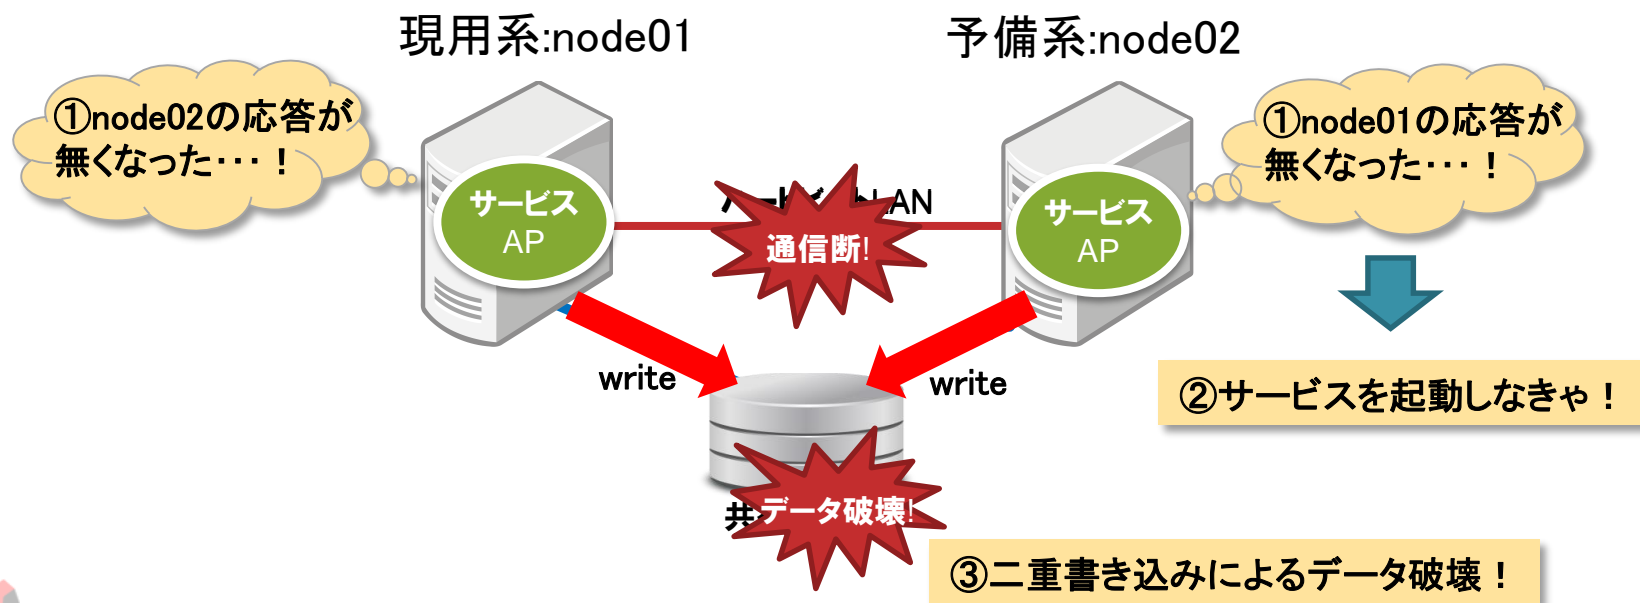 現用系:node01
予備系:node02
①node02の応答が
無くなった・・・！
①node01の応答が
無くなった・・・！
サービス
AP
LAN
通信断!
サービス
AP
write
write
②サービスを起動しなきゃ！
データ破壊!
③二重書き込みによるデータ破壊！